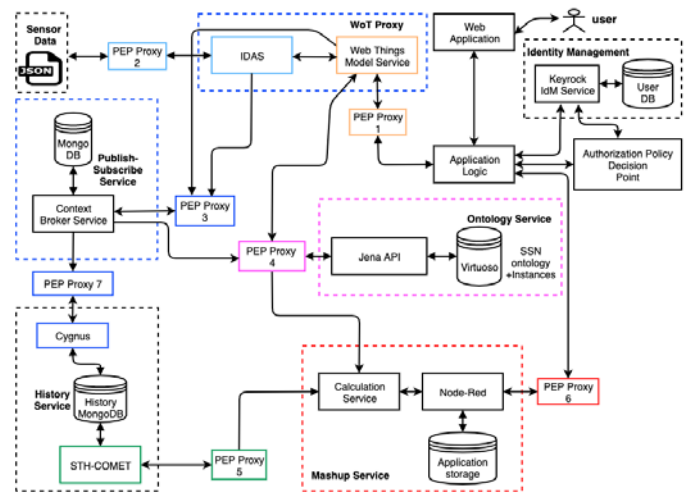 Sensor
Data
JSON
PEP Proxy
2
WoT Proxy
IDAS
Web Things
Model Service
Web
Application
user
Identity Management
Keyrock
IdM Service
User
DB
PEP Proxy
1
Mongo
DB
Publish-
Subscribe
Service
Application
Logic
Authorization Policy
Decision
Point
Context
Broker Service
PEP Proxy
3
Ontology Service
PEP Proxy
4
Jena API
Virtuoso
SSN
ontology
+Instances
PEP Proxy 7
Cygnus
History
Service
History
MongoDB
Calculation
Service
Node-Red
PEP Proxy
6
STH-COMET
PEP Proxy
5
Mashup Service
Application
storage